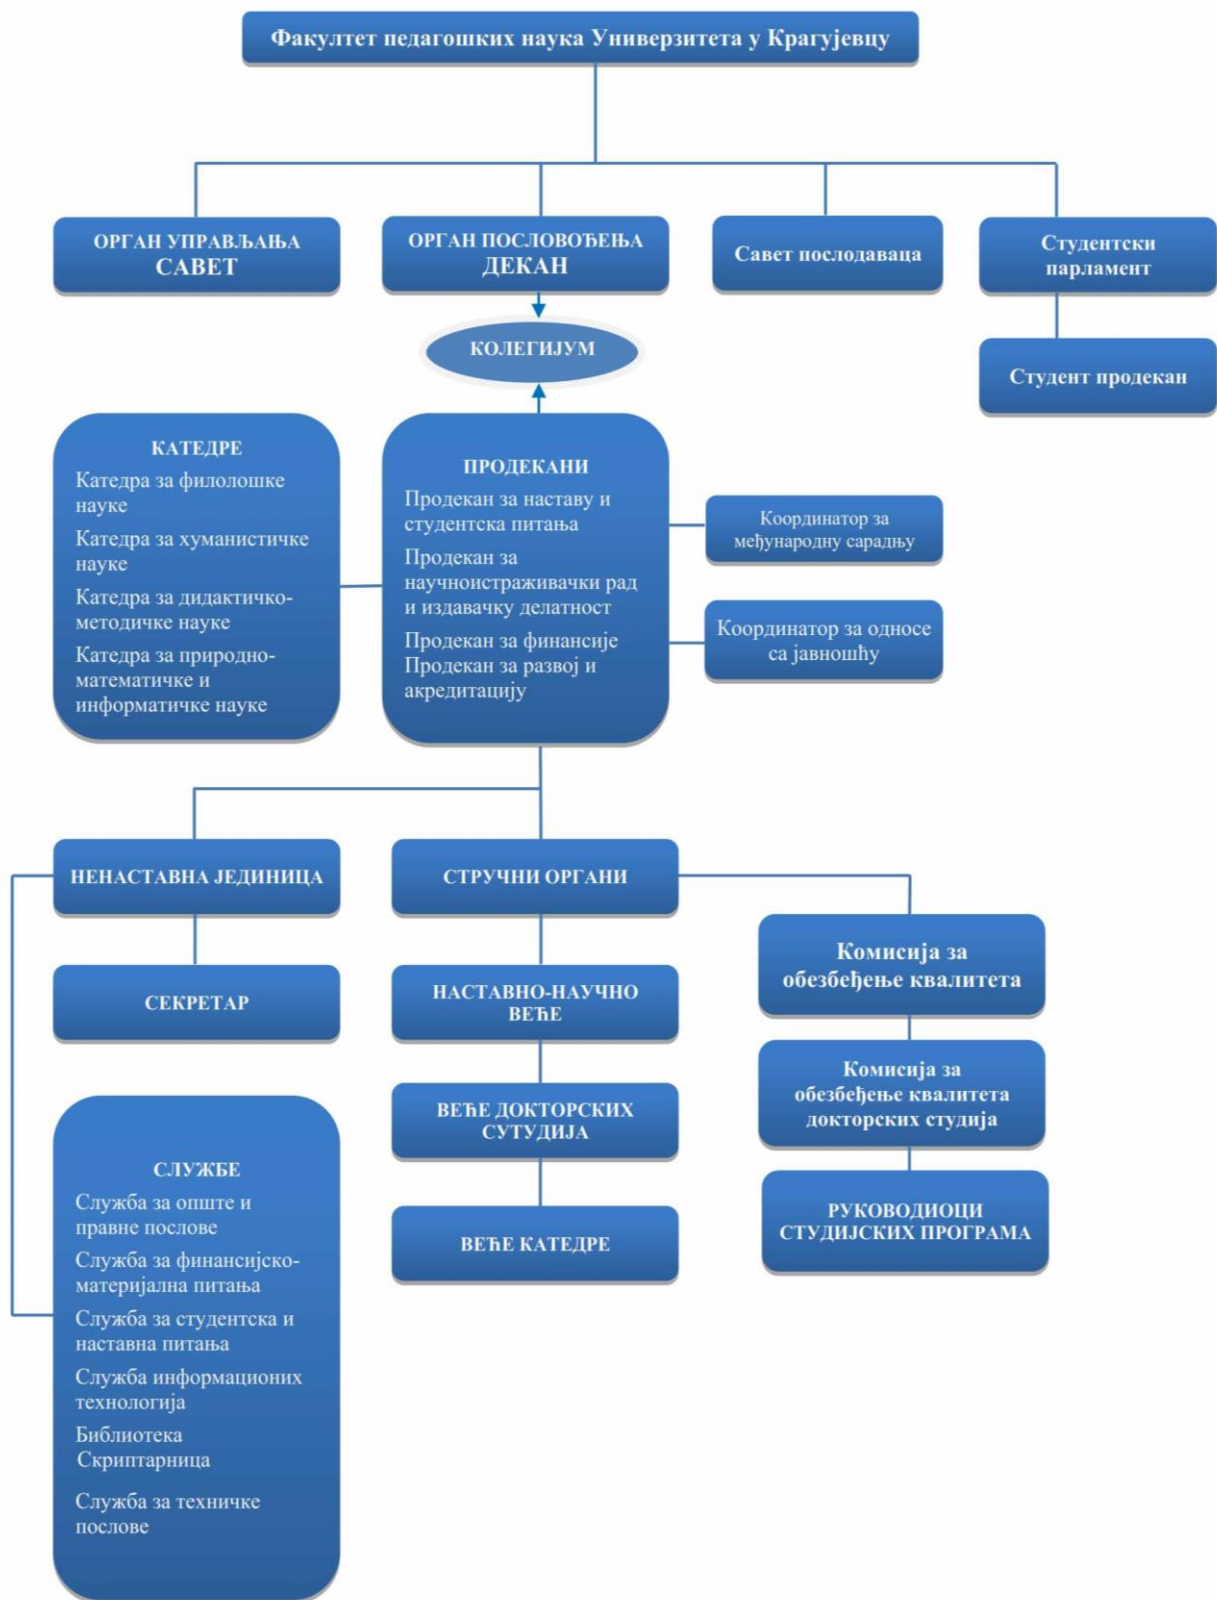 Факултет педагошких наука Универзитета у Крагујевцу
ОРГАН УПРАВЉАЊА
САВЕТ
ОРГАН ПОСЛОВОЂЕЊА
ДЕКАН
Савет послодаваца
Студентски
парламент
КОЛЕГИЈУМ
Студент продекан
КАТЕДРЕ
Катедра за филолошке
науке
Катедра за хуманистичке
науке
Катедра за дидактичко-
методичке науке
Катедра за природно-
математичке и
информатичке науке
ПРОДЕКАНИ
Продекан за наставу и
студентска питања
Продекан за
научноистраживачки рад
и издавачку делатност
Продекан за финансије
Продекан за развој и
акредитацију
Координатор за
међународну сарадњу
Координатор за односе
са јавношћу
НЕНАСТАВНА ЈЕДИНИЦА
СТРУЧНИ ОРГАНИ
СЕКРЕТАР
НАСТАВНО-НАУЧНО
ВЕЋЕ
Комисија за
обезбеђење квалитета
ВЕЋЕ ДОКТОРСКИХ
СУТУДИЈА
Комисија за
обезбеђење квалитета
докторских студија
ВЕЋЕ КАТЕДРЕ
РУКОВОДИОЦИ
СТУДИЈСКИХ ПРОГРАМА
СЛУЖБЕ
Служба за опште и
правне послове
Служба за финансијско-
материјална питања
Служба за студентска и
наставна питања
Служба информационих
технологија
Библиотека
Скриптарница
Служба за техничке
послове